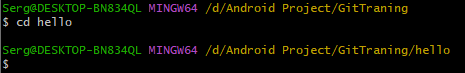 Serg@DESKTOP-BN834QL MINGW64 /d/Android Project/GitTraning
$ cd hello
Serg@DESKTOP-BN834QL MINGW64 /d/Android Project/GitTraning/hello
$